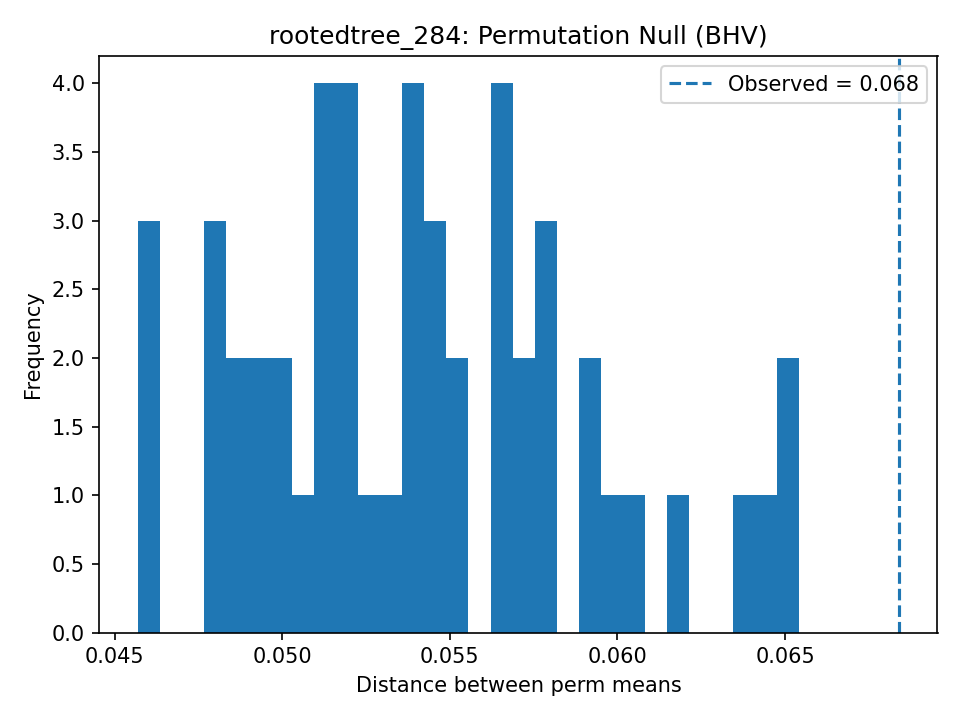 rootedtree_284: Permutation Null (BHV)
Observed = 0.068
4.0
3.5
3.0
2.5
2.0
1.5
1.0
0.5
0.0
Frequency
0.045 0.050 0.055 0.060 0.065
Distance between perm means